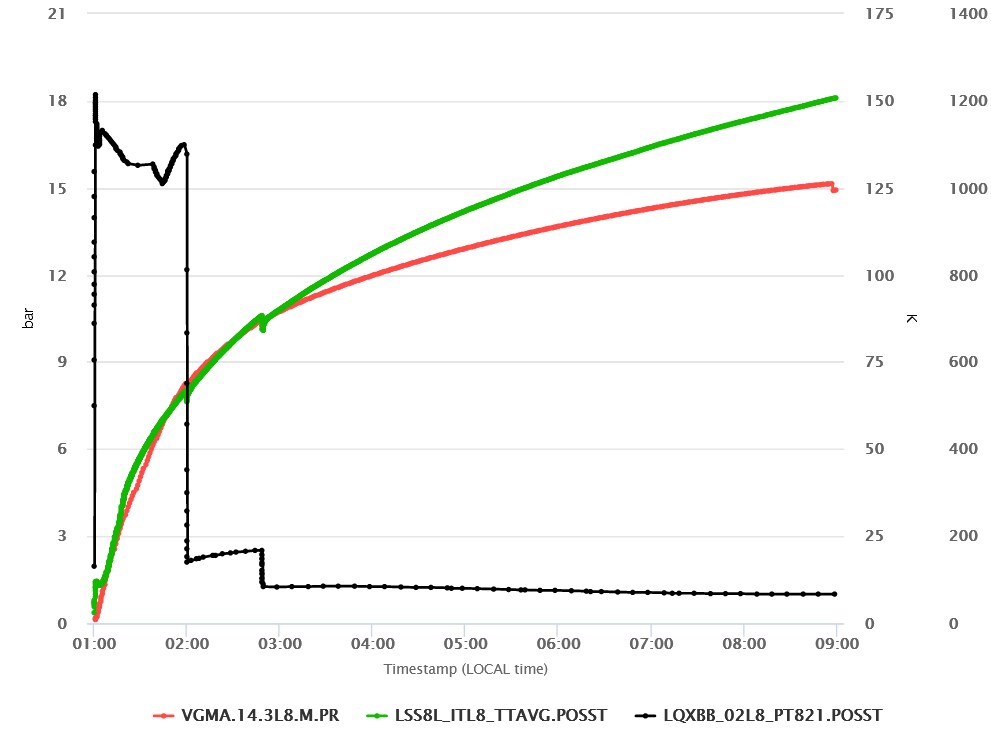 21 175 1400
18 150 1200
15 125 1000
12 100 800
bar K
9 75 600
6 50 400
3 25 200
0 0 0
01:00 02:00 03:00 04:00 05:00 06:00 07:00 08:00 09:00
Timestamp (LOCAL time)
VGMA.14.3L8.M.PR LSS8L_ITL8_TTAVG.POSST LQXBB_02L8_PT821.POSST